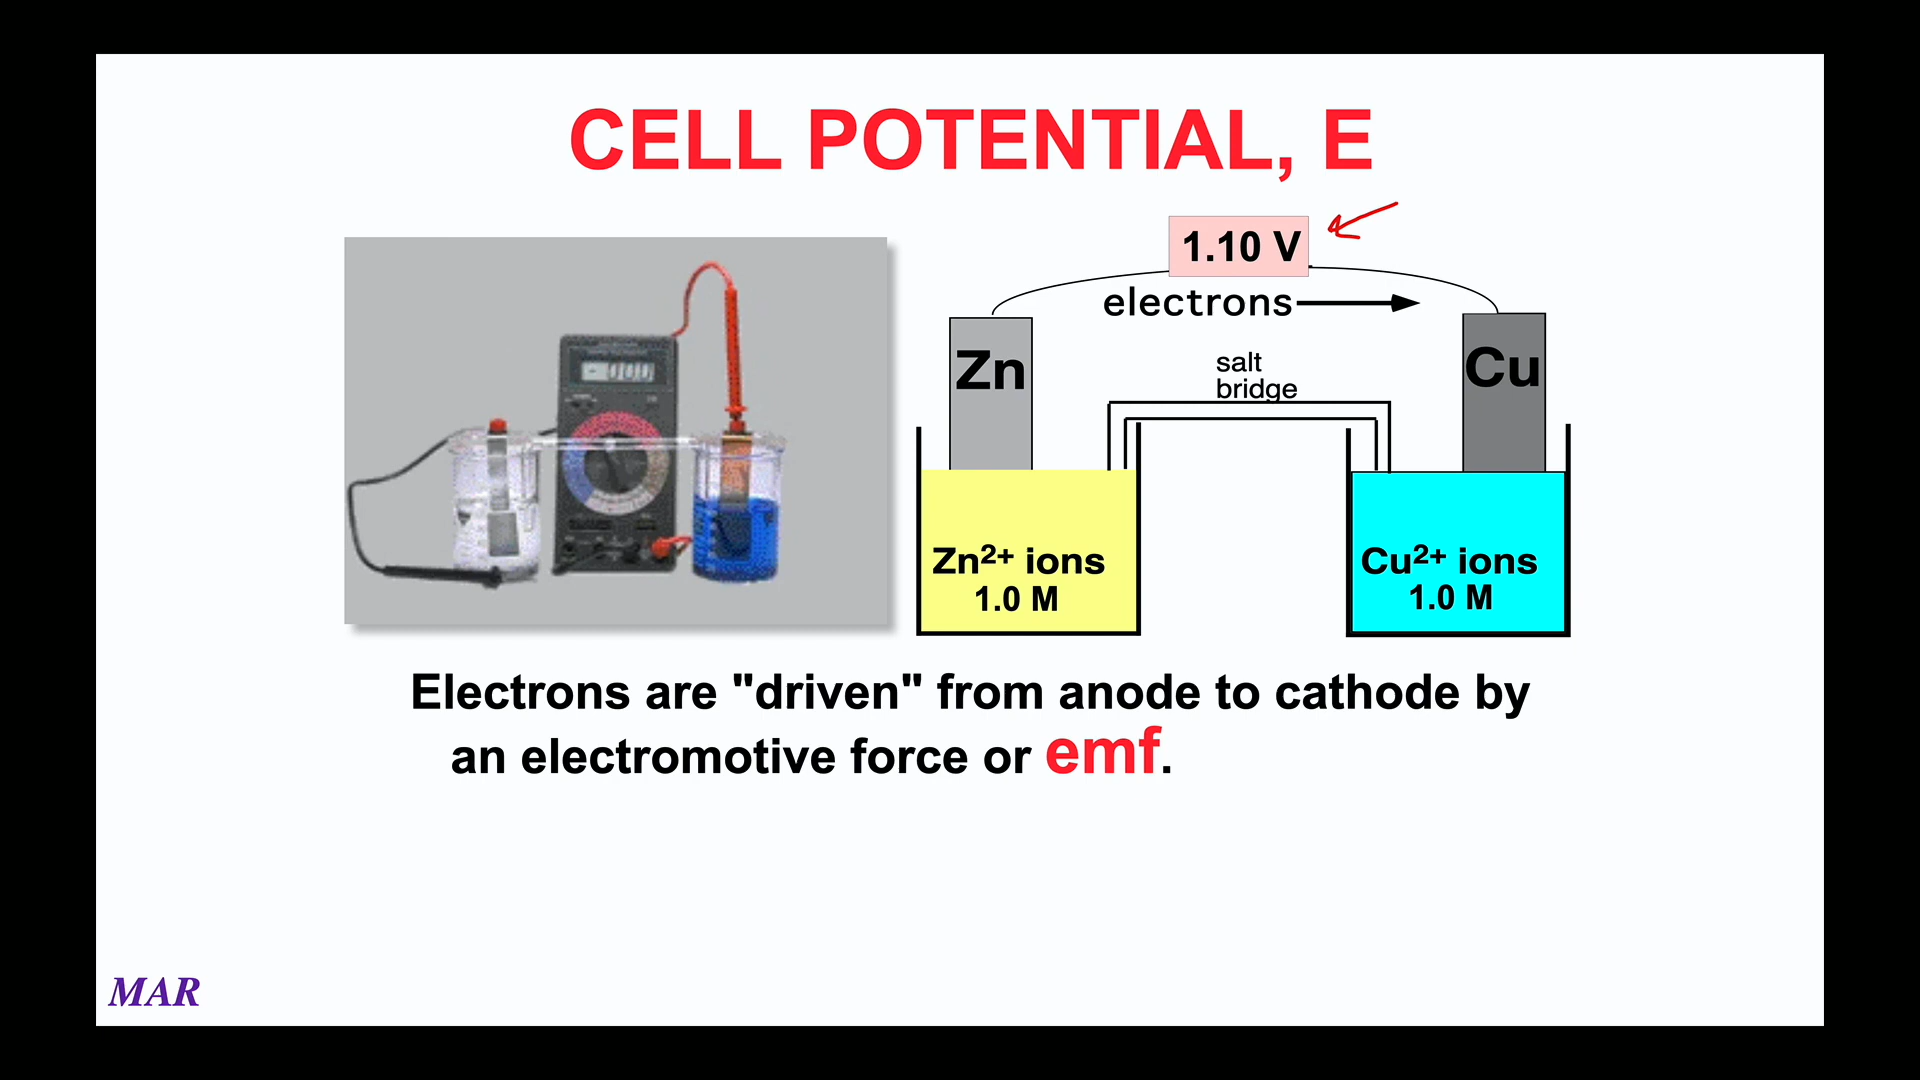 CELL POTENTIAL, E
1.10 V
electrons
Zn
Cu
salt
bridge
Zn²⁺ ions
1.0 M
Cu²⁺ ions
1.0 M
Electrons are "driven" from anode to cathode by
an electromotive force or emf.
MAR